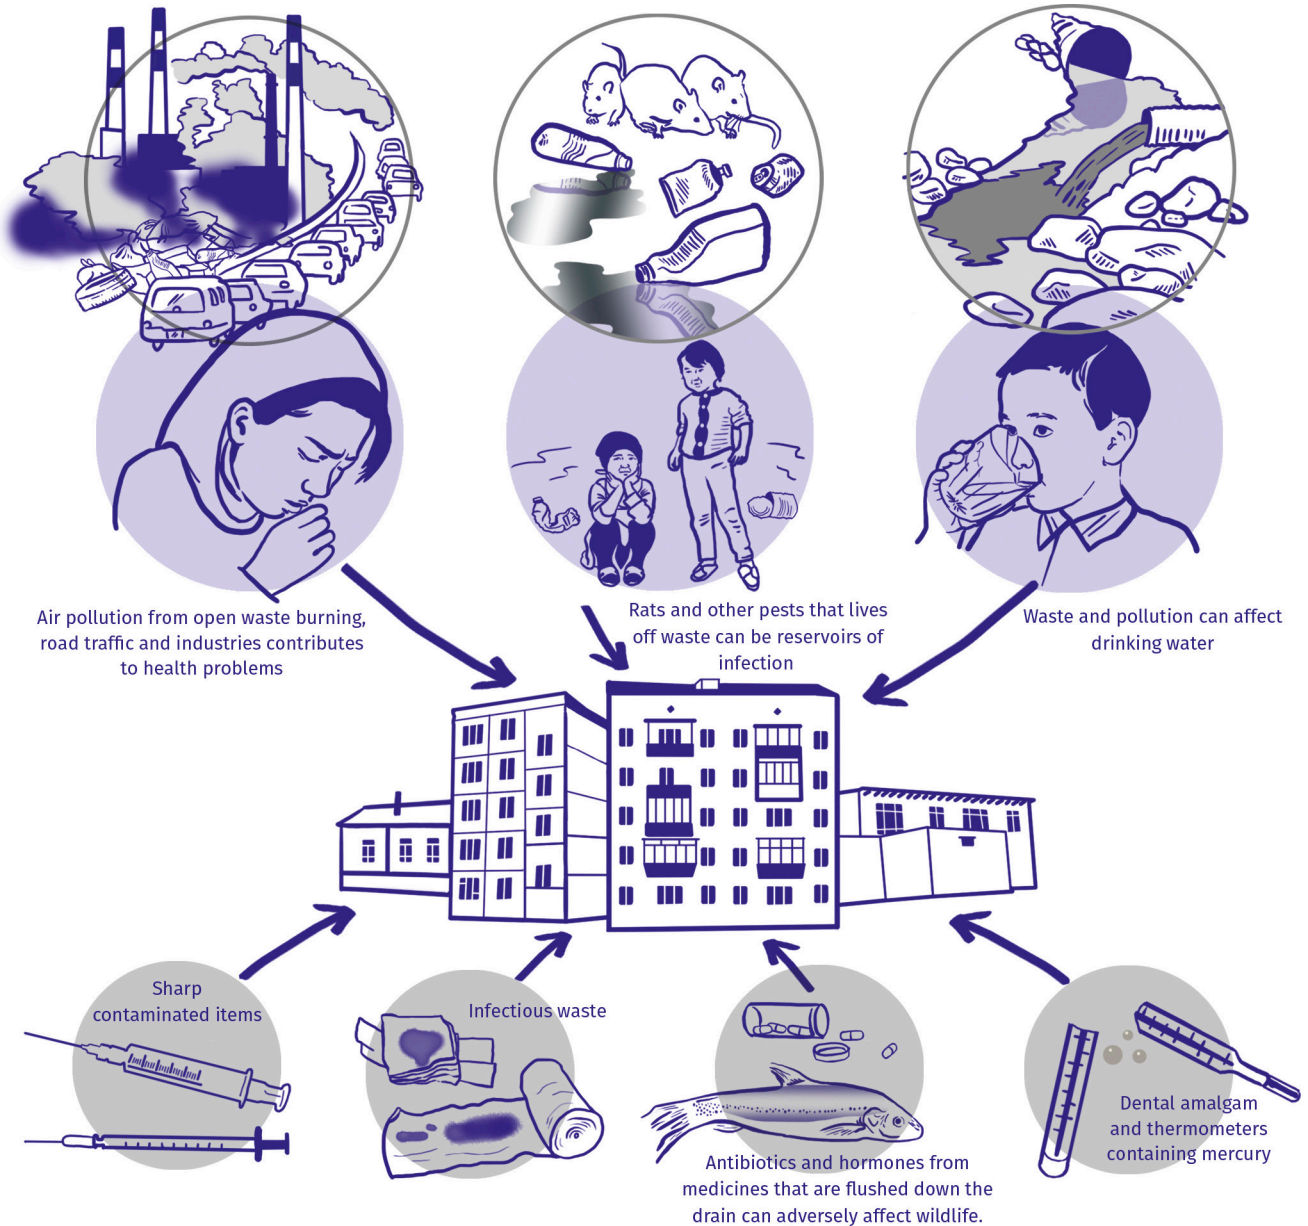 Air pollution from open waste burning,
road traffic and industries contributes
to health problems
Rats and other pests that lives
off waste can be reservoirs of
infection
Waste and pollution can affect
drinking water
Sharp
contaminated items
Infectious waste
Antibiotics and hormones from
medicines that are flushed down the
drain can adversely affect wildlife.
Dental amalgam
and thermometers
containing mercury